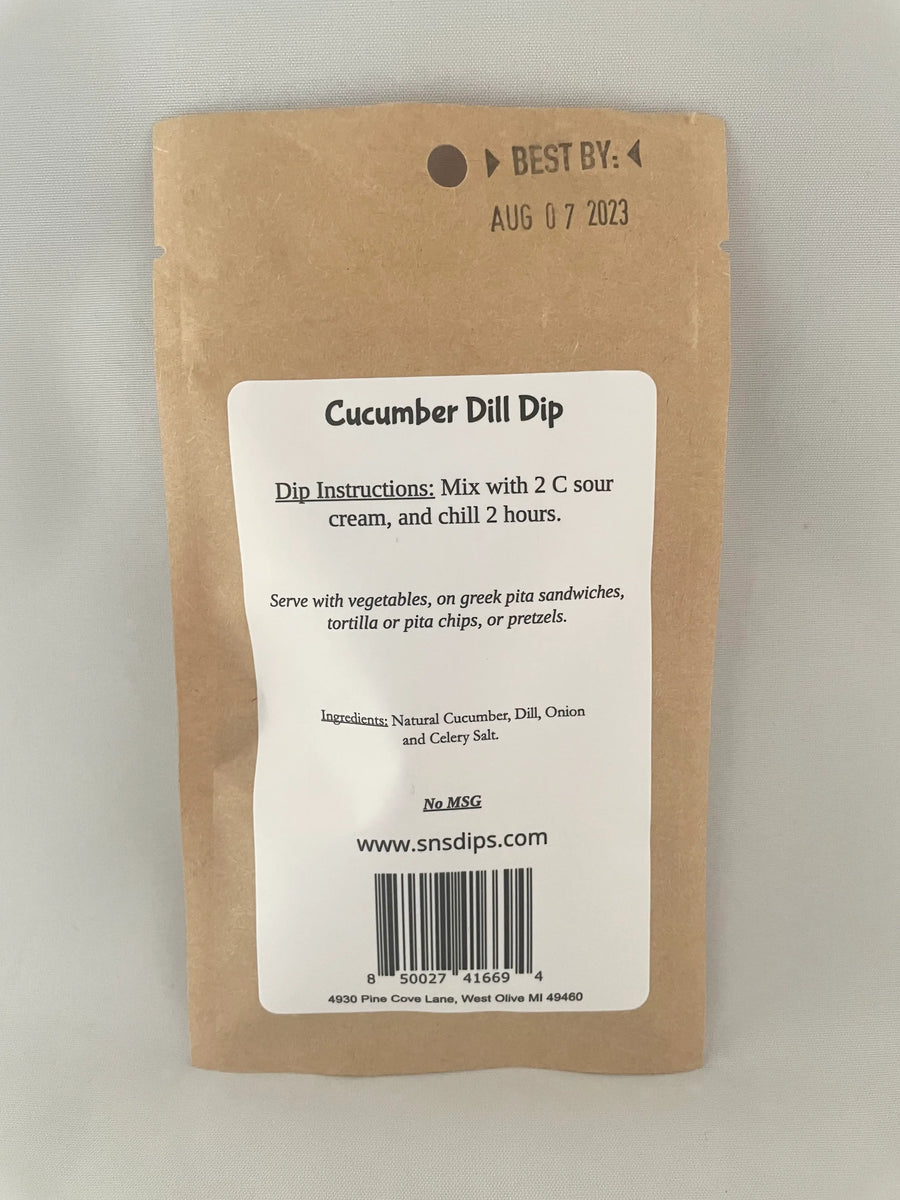 BEST BY:
AUG 07 2023
Cucumber Dill Dip
Dip Instructions: Mix with 2 C sour
cream, and chill 2 hours.
Serve with vegetables, on greek pita sandwiches,
tortilla or pita chips, or pretzels.
Ingredients: Natural Cucumber, Dill, Onion
and Celery Salt.
No MSG
www.snsdips.com
8 50027 41669 4
4930 Pine Cove Lane, West Olive MI 49460